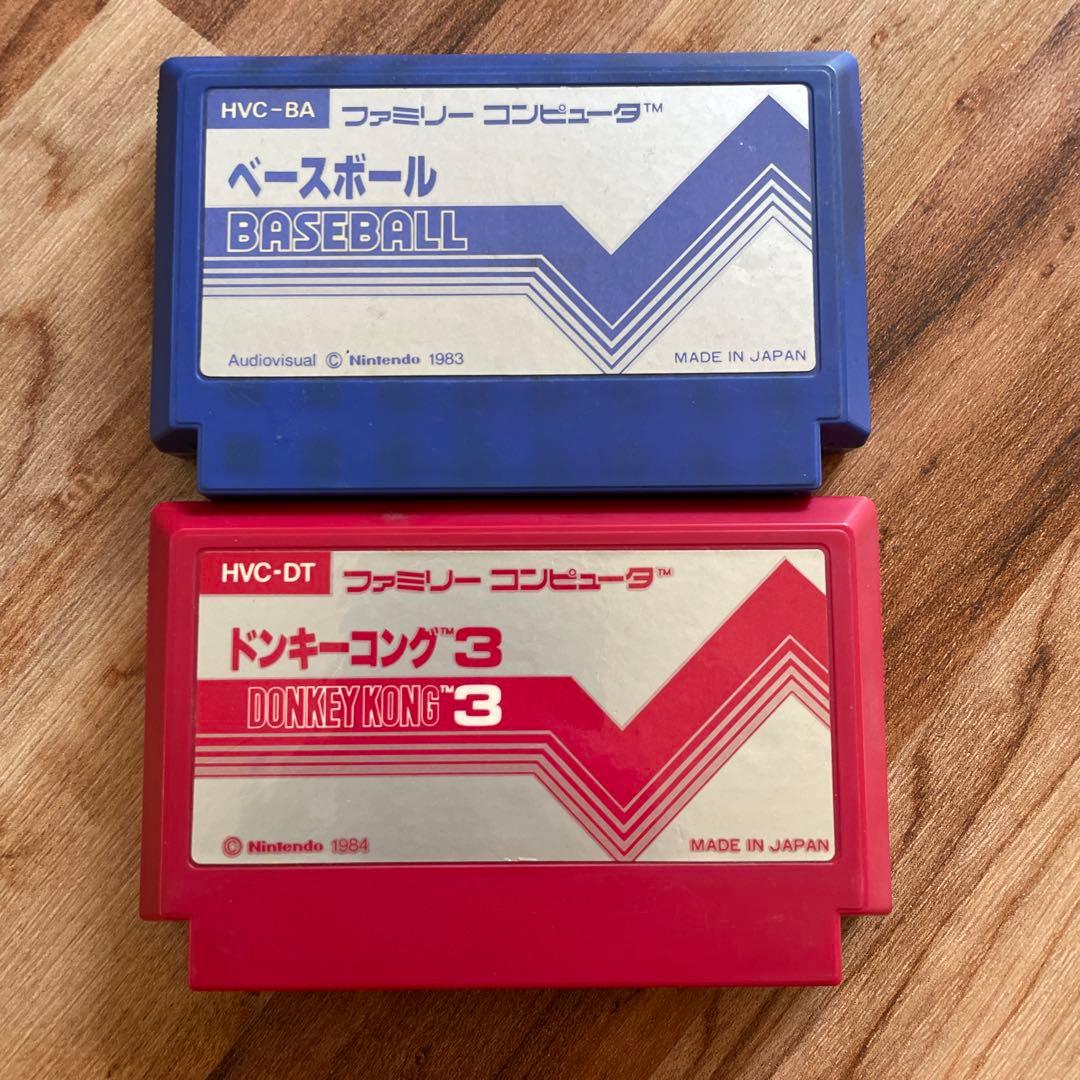 HVC-BA ファミリー コンピュータ™
ベースボール
BASEBALL
Audiovisual © Nintendo 1983 MADE IN JAPAN
HVC-DT ファミリー コンピュータ™
ドンキーコング™3
DONKEY KONG™3
© Nintendo 1984 MADE IN JAPAN